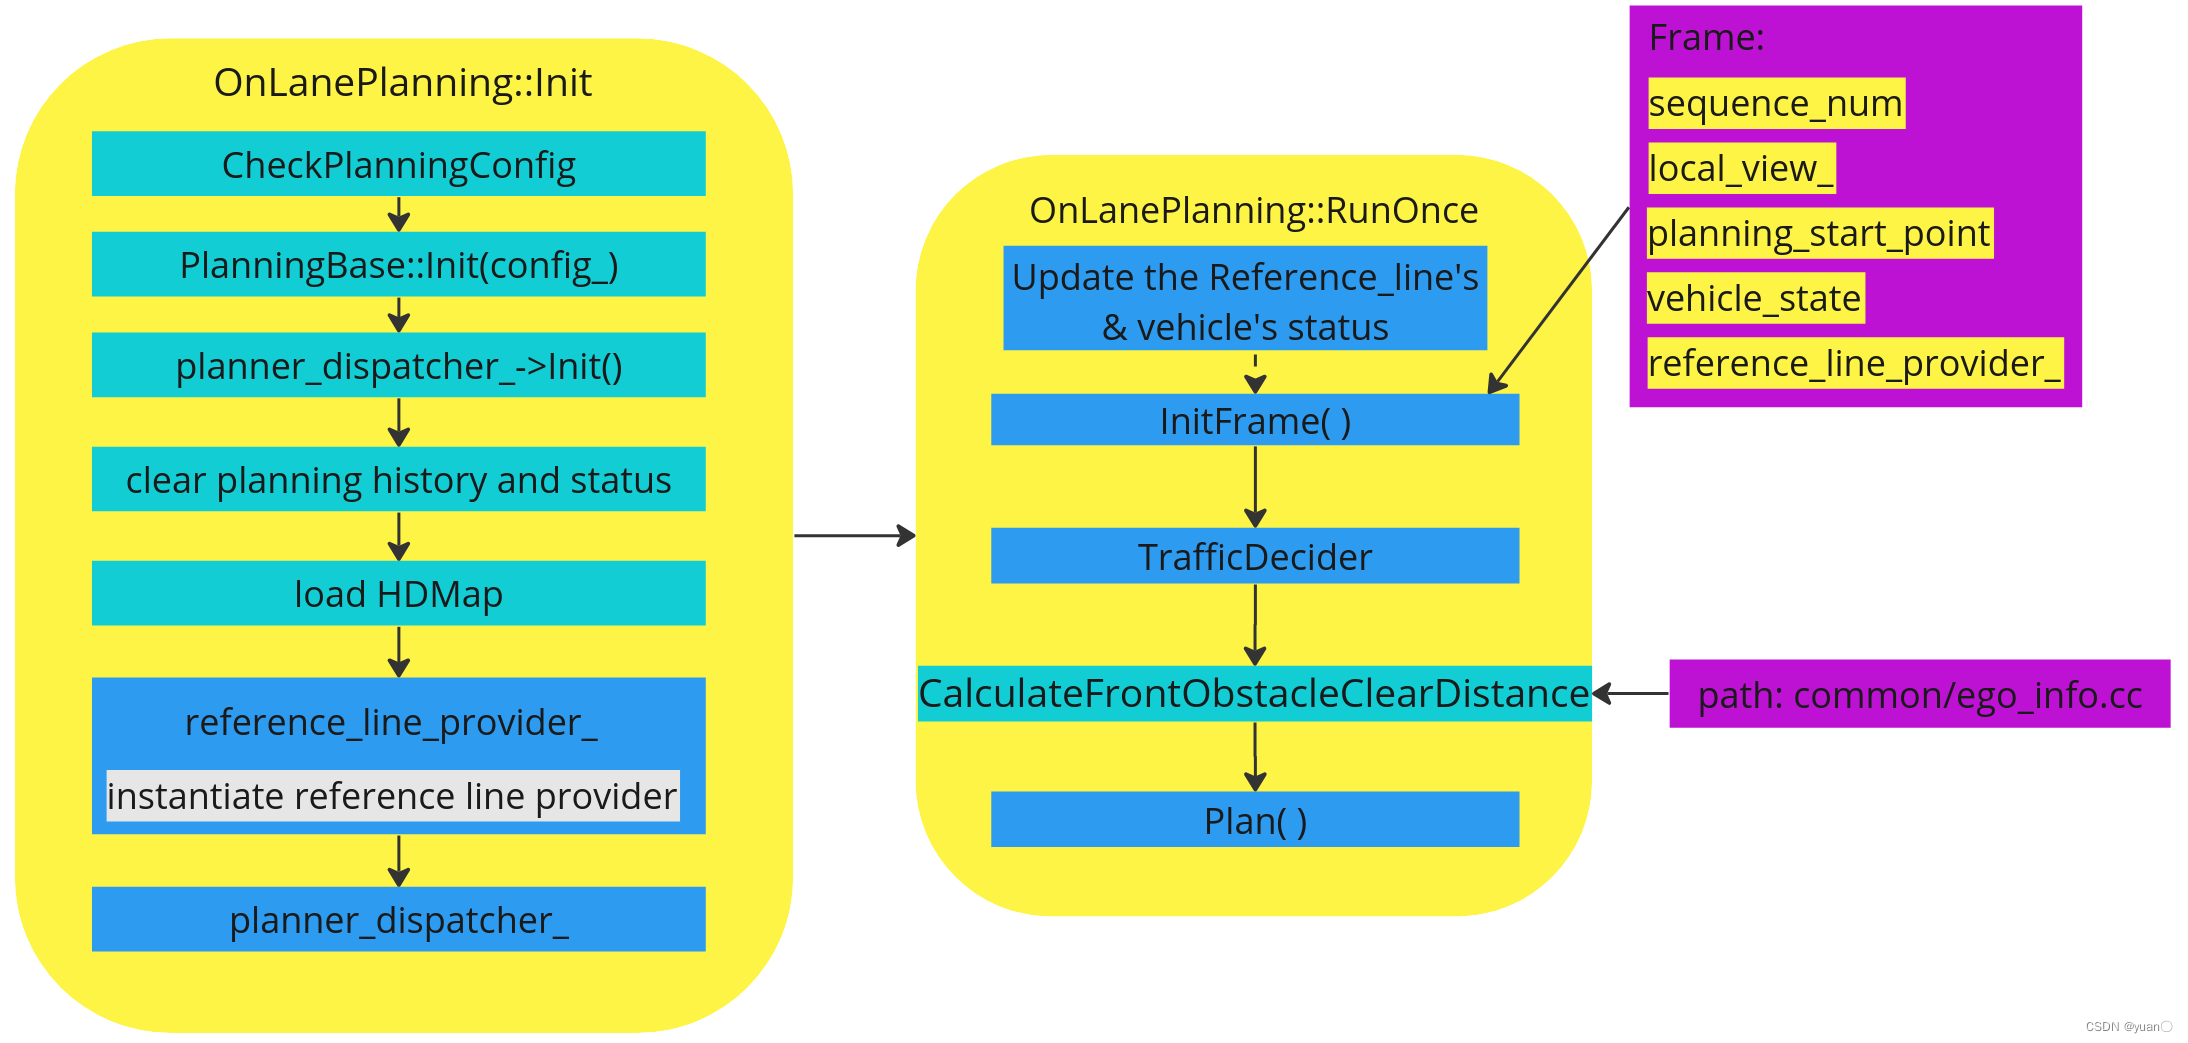 OnLanePlanning::Init
CheckPlanningConfig
PlanningBase::Init(config_)
planner_dispatcher_->Init()
clear planning history and status
load HDMap
reference_line_provider_
instantiate reference line provider
planner_dispatcher_
OnLanePlanning::RunOnce
Update the Reference_line's
& vehicle's status
InitFrame( )
TrafficDecider
CalculateFrontObstacleClearDistance
Plan( )
Frame:
sequence_num
local_view_
planning_start_point
vehicle_state
reference_line_provider_
path: common/ego_info.cc
CSDN @yuan〇